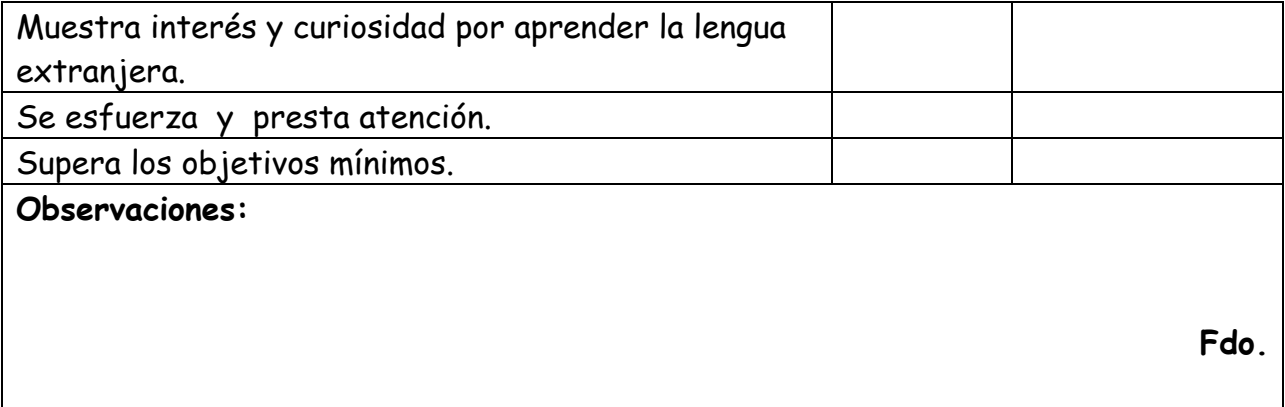 Muestra interés y curiosidad por aprender la lengua
extranjera.
Se esfuerza  y  presta atención.
Supera los objetivos mínimos.
Observaciones:
Fdo.